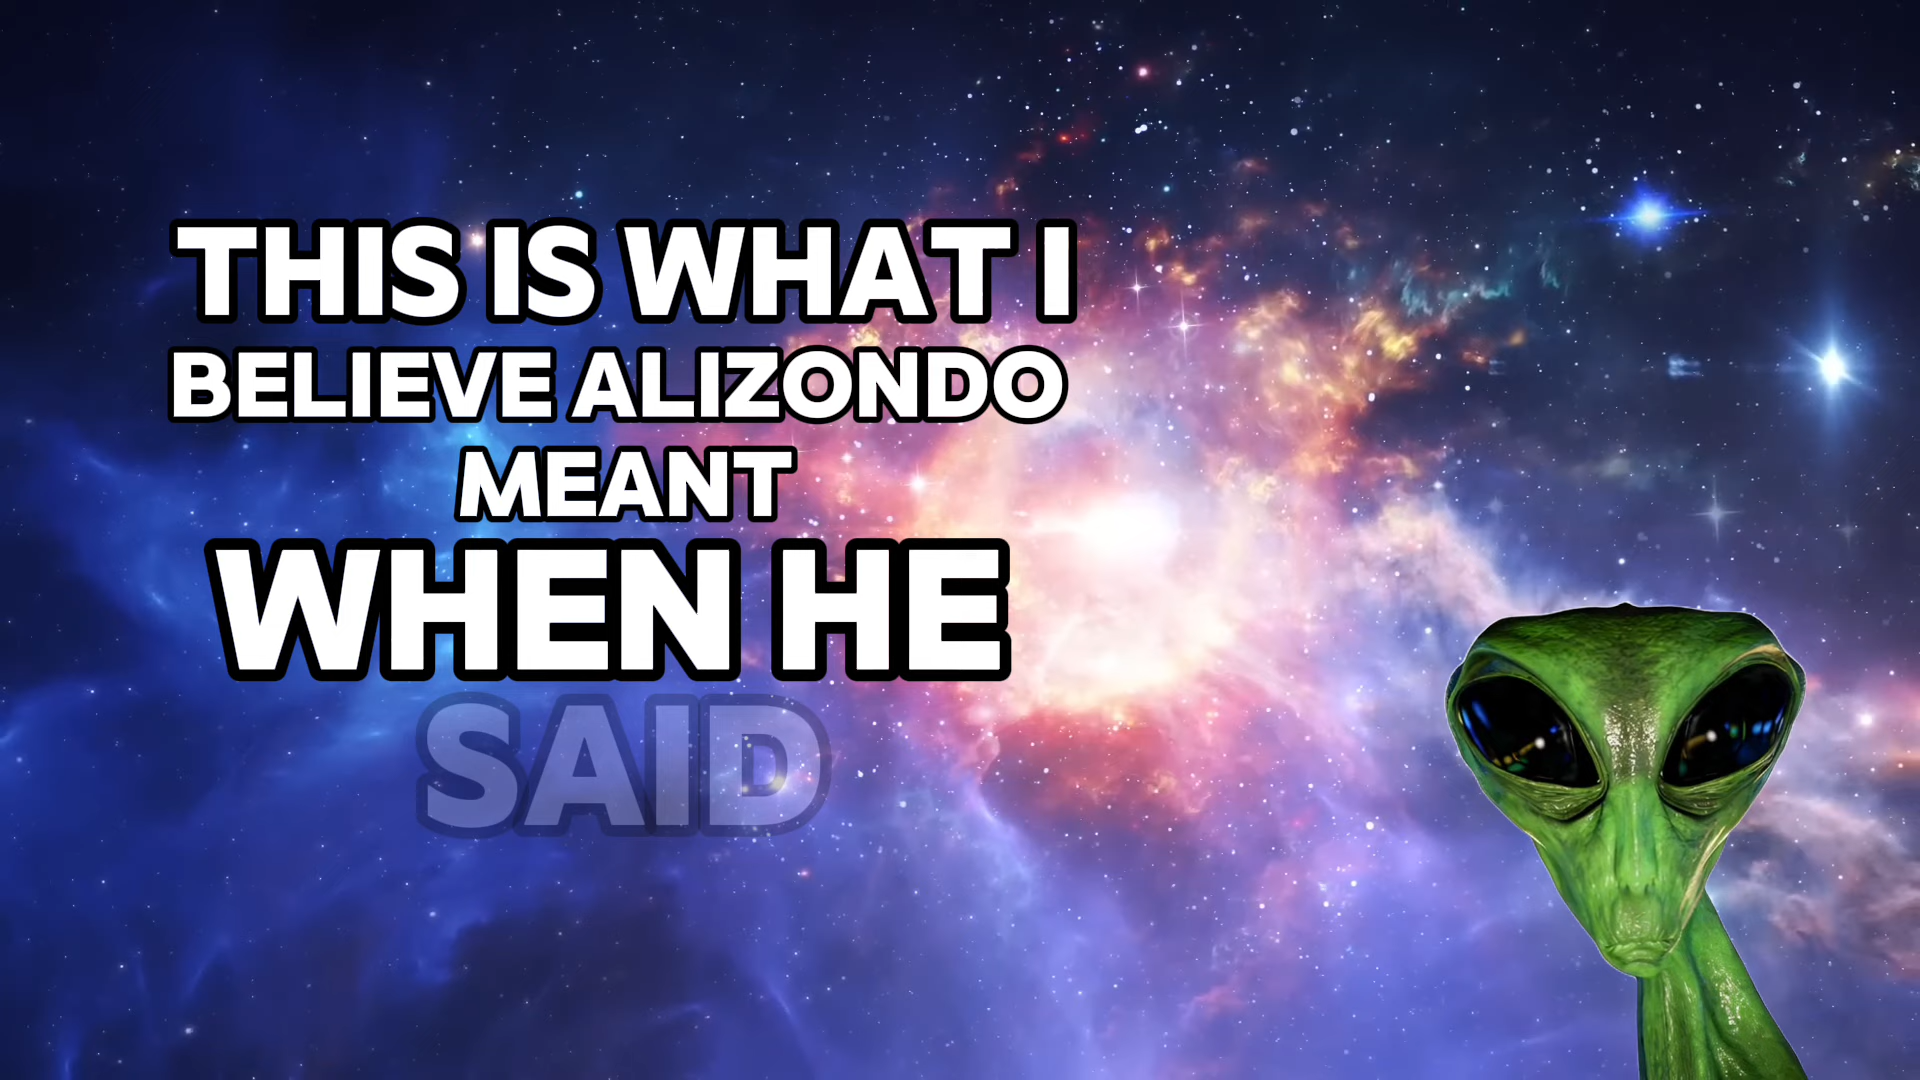 THIS IS WHAT I
BELIEVE ALIZONDO
MEANT
WHEN HE
SAID